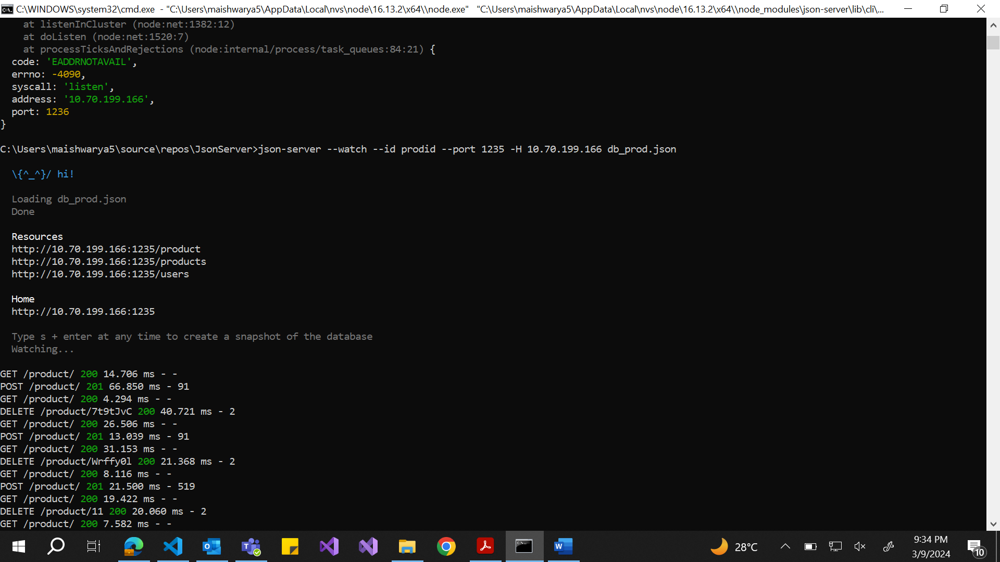 C:\WINDOWS\system32\cmd.exe - "C:\Users\maishwarya5\AppData\Local\nvs\node\16.13.2\x64\\node.exe" "C:\Users\maishwarya5\AppData\Local\nvs\node\16.13.2\x64\\node_modules\json-server\lib\cli\...
at listenInCluster (node:net:1382:12)
at doListen (node:net:1520:7)
at processTicksAndRejections (node:internal/process/task_queues:84:21) {
code: 'EADDRNOTAVAIL',
errno: -4090,
syscall: 'listen',
address: '10.70.199.166',
port: 1236
}
C:\Users\maishwarya5\source\repos\JsonServer>json-server --watch --id prodid --port 1235 -H 10.70.199.166 db_prod.json
\{^_^}/ hi!
Loading db_prod.json
Done
Resources
http://10.70.199.166:1235/product
http://10.70.199.166:1235/products
http://10.70.199.166:1235/users
Home
http://10.70.199.166:1235
Type s + enter at any time to create a snapshot of the database
Watching...
GET /product/ 200 14.706 ms - -
POST /product/ 201 66.850 ms - 91
GET /product/ 200 4.294 ms - -
DELETE /product/7t9tJvC 200 40.721 ms - 2
GET /product/ 200 26.506 ms - -
POST /product/ 201 13.039 ms - 91
GET /product/ 200 31.153 ms - -
DELETE /product/Wrffy0l 200 21.368 ms - 2
GET /product/ 200 8.116 ms - -
POST /product/ 201 21.500 ms - 519
GET /product/ 200 19.422 ms - -
DELETE /product/11 200 20.060 ms - 2
GET /product/ 200 7.582 ms - -
28°C
9:34 PM
3/9/2024
10